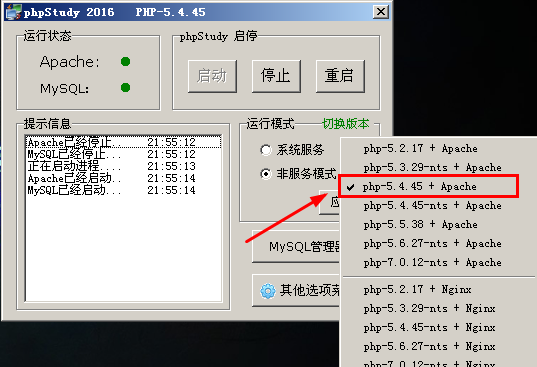 phpStudy 2016 PHP-5.4.45
运行状态
Apache:
MySQL:
phpStudy 启停
启动 停止 重启
提示信息
Apache已经停止... 21:55:12
MySQL已经停止... 21:55:12
正在启动进程... 21:55:13
Apache已经启动... 21:55:14
MySQL已经启动... 21:55:14
运行模式 切换版本
系统服务
非服务模式
MySQL管理器
其他选项菜
php-5.2.17 + Apache
php-5.3.29-nts + Apache
php-5.4.45 + Apache
php-5.4.45-nts + Apache
php-5.5.38 + Apache
php-5.6.27-nts + Apache
php-7.0.12-nts + Apache
php-5.2.17 + Nginx
php-5.3.29-nts + Nginx
php-5.4.45-nts + Nginx
php-5.6.27-nts + Nginx
php-7.0.12-nts + Nginx